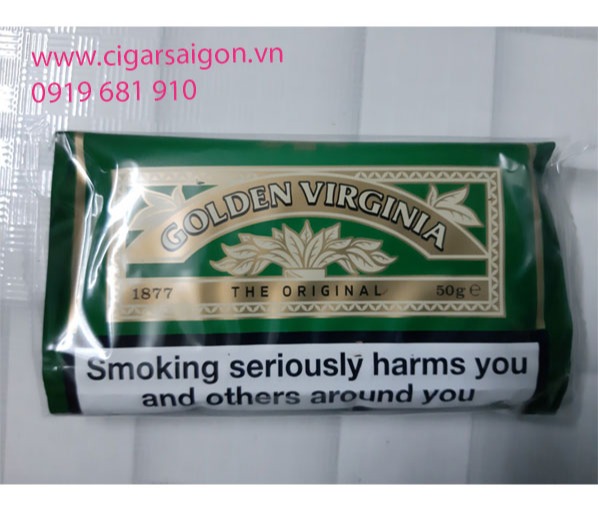 www.cigarsaigon.vn
0919 681 910
GOLDEN VIRGINIA
1877 THE ORIGINAL 50g ℮
Smoking seriously harms you
and others around you